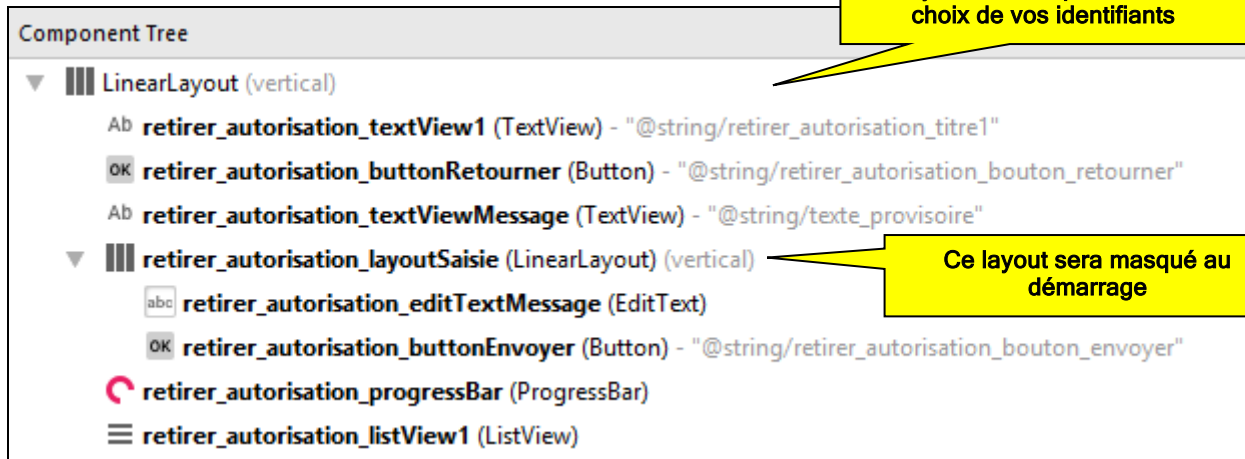 choix de vos identifiants
Component Tree
LinearLayout (vertical)
Ab retirer_autorisation_textView1 (TextView) - "@string/retirer_autorisation_titre1"
OK retirer_autorisation_buttonRetourner (Button) - "@string/retirer_autorisation_bouton_retourner"
Ab retirer_autorisation_textViewMessage (TextView) - "@string/texte_provisoire"
retirer_autorisation_layoutSaisie (LinearLayout) (vertical)
Ce layout sera masqué au
démarrage
abc retirer_autorisation_editTextMessage (EditText)
OK retirer_autorisation_buttonEnvoyer (Button) - "@string/retirer_autorisation_bouton_envoyer"
retirer_autorisation_progressBar (ProgressBar)
retirer_autorisation_listView1 (ListView)